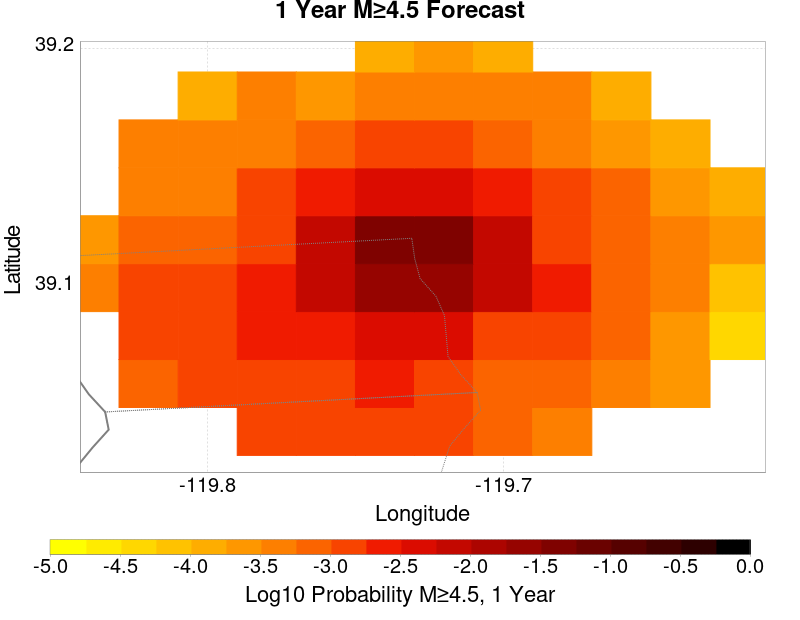 1 Year M≥4.5 Forecast
39.2
39.1
Latitude
-119.8 -119.7
Longitude
-5.0 -4.5 -4.0 -3.5 -3.0 -2.5 -2.0 -1.5 -1.0 -0.5 0.0
Log10 Probability M≥4.5, 1 Year